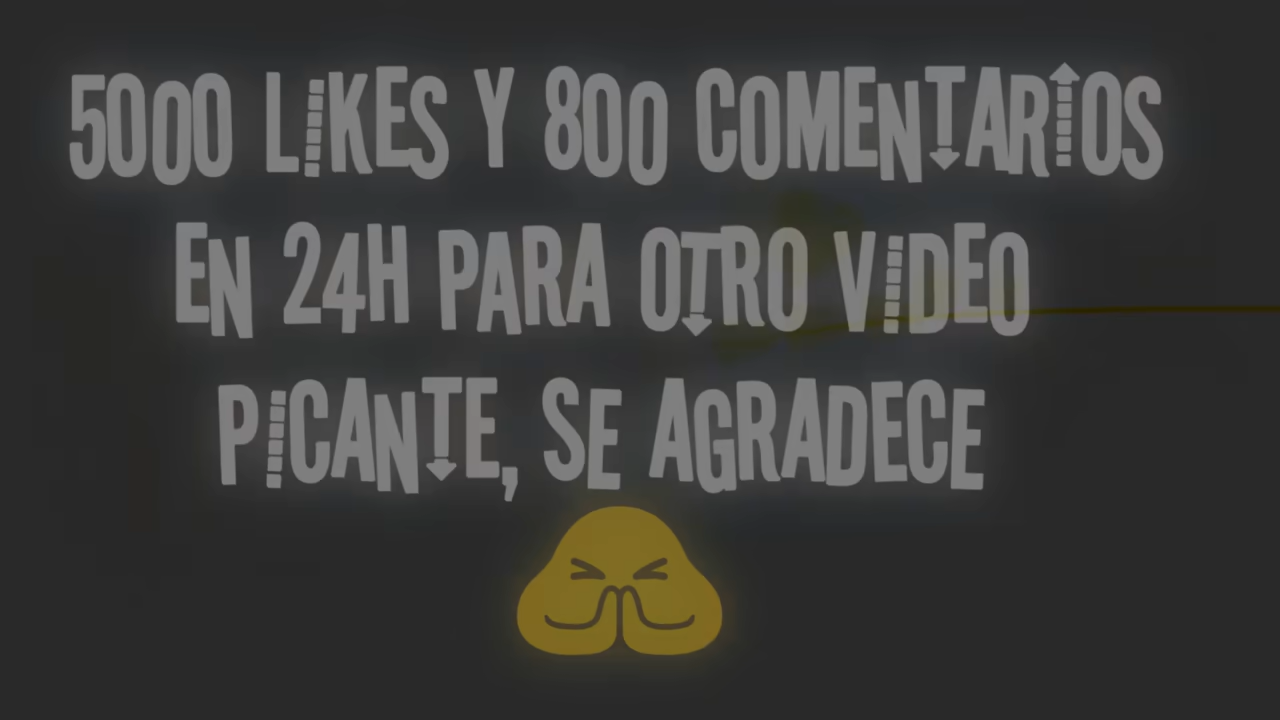 5000 LIKES Y 800 COMENTARIOS
EN 24H PARA OTRO VIDEO
PICANTE, SE AGRADECE